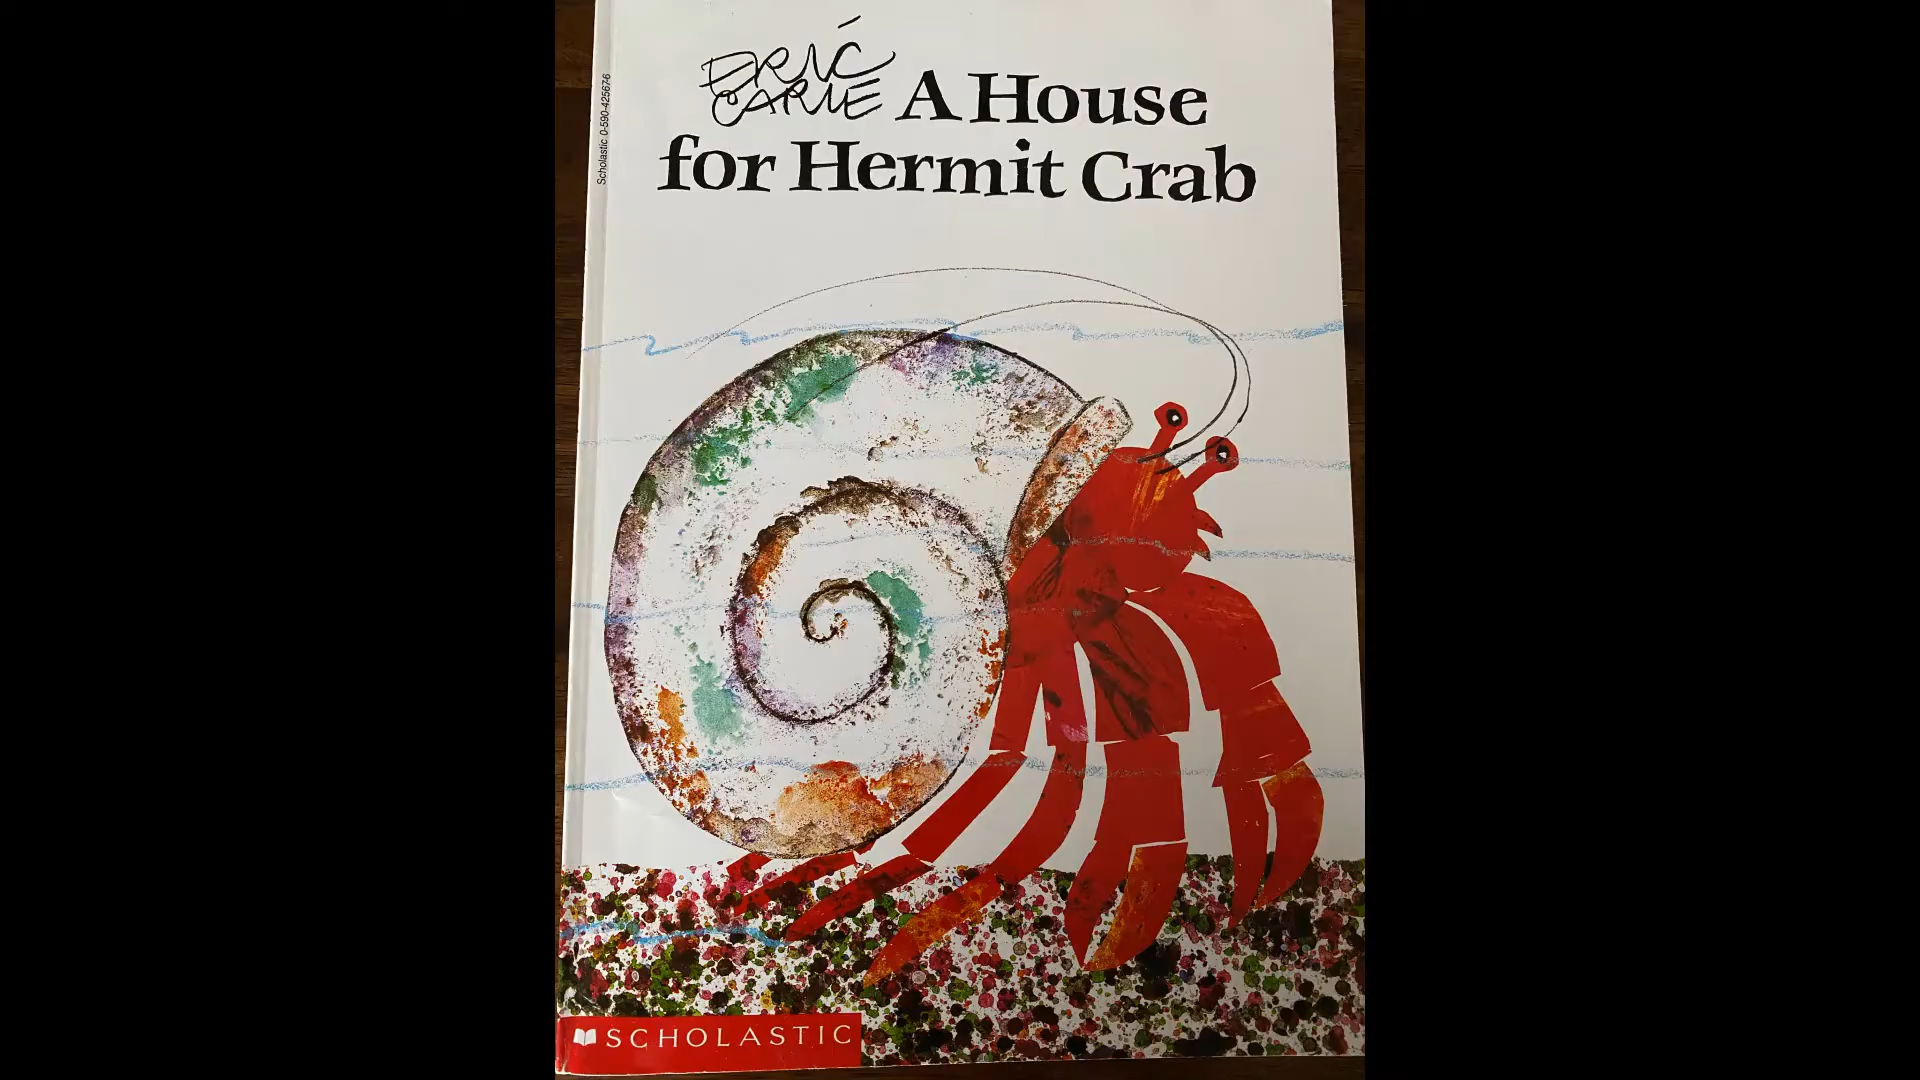 ERIC
CARLE A House
for Hermit Crab
Scholastic 0-590-42567-6
SCHOLASTIC